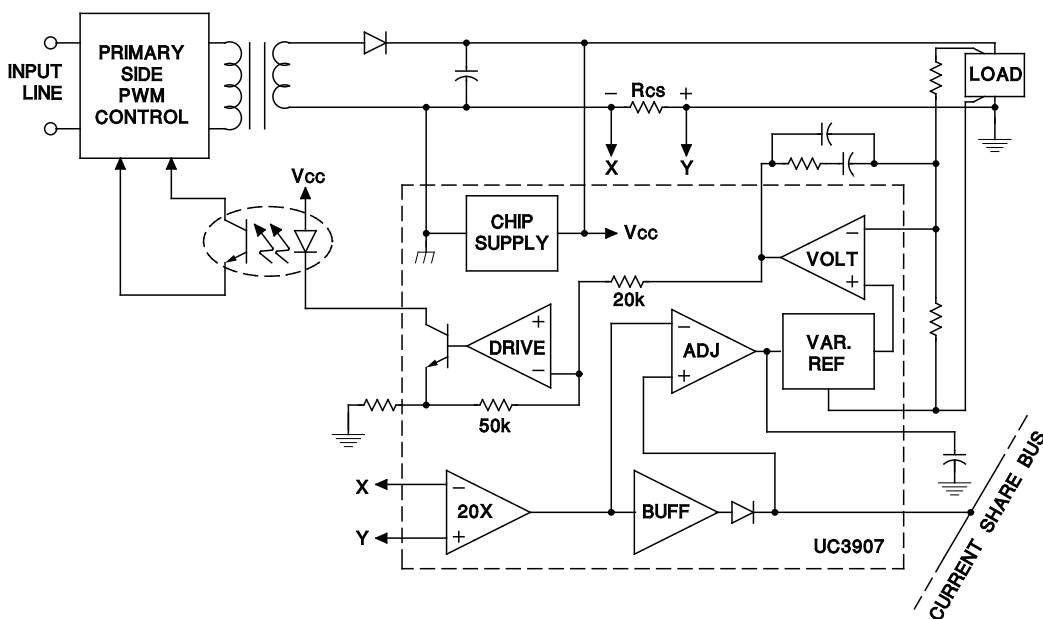 INPUT
LINE
PRIMARY
SIDE
PWM
CONTROL
− Rcs +
X Y
LOAD
Vcc
CHIP
SUPPLY
Vcc
−
VOLT
+
20k
+
DRIVE
−
−
ADJ
+
VAR.
REF
50k
X
−
20X
Y
+
BUFF
UC3907
CURRENT SHARE BUS